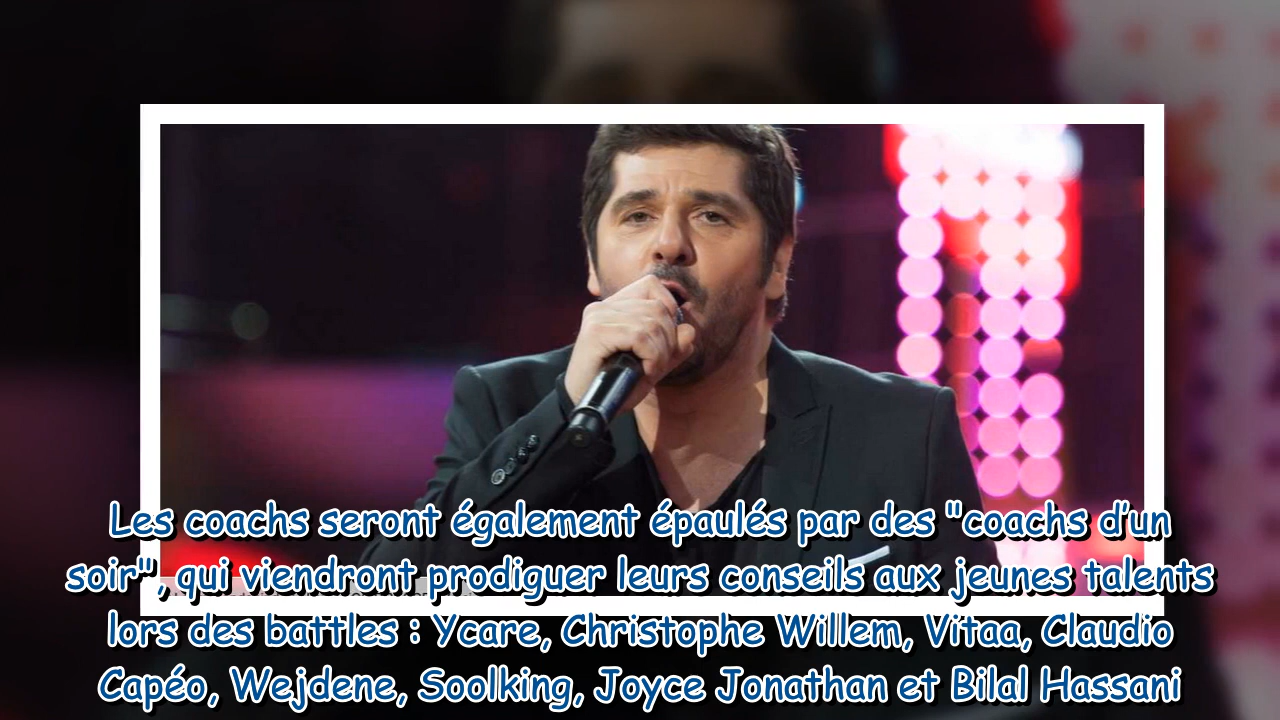 Les coachs seront également épaulés par des "coachs d’un
soir", qui viendront prodiguer leurs conseils aux jeunes talents
lors des battles : Ycare, Christophe Willem, Vitaa, Claudio
Capéo, Wejdene, Soolking, Joyce Jonathan et Bilal Hassani